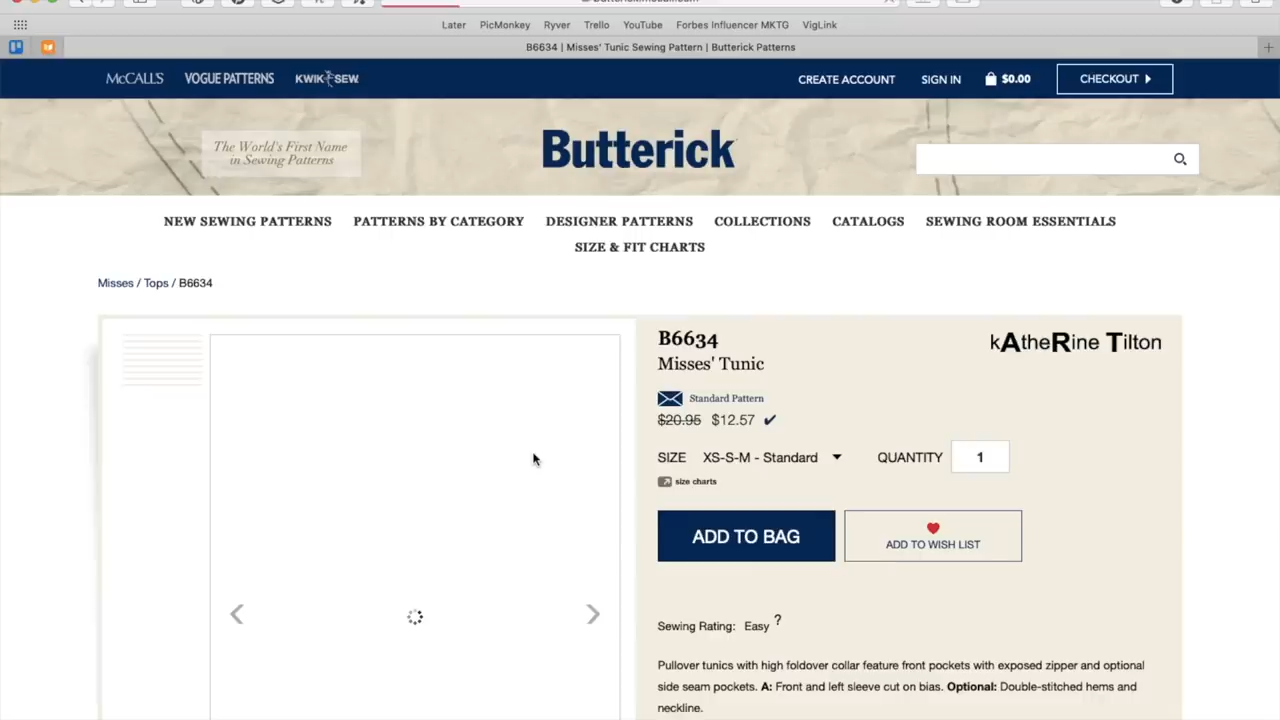 Later PicMonkey Ryver Trello YouTube Forbes Influencer MKTG VigLink
B6634 | Misses' Tunic Sewing Pattern | Butterick Patterns
McCALL'S VOGUE PATTERNS KWIK SEW CREATE ACCOUNT SIGN IN $0.00 CHECKOUT
The World's First Name
in Sewing Patterns
Butterick
NEW SEWING PATTERNS PATTERNS BY CATEGORY DESIGNER PATTERNS COLLECTIONS CATALOGS SEWING ROOM ESSENTIALS
SIZE & FIT CHARTS
Misses / Tops / B6634
B6634
kAtheRine Tilton
Misses' Tunic
Standard Pattern
$20.95 $12.57 ✔
SIZE XS-S-M - Standard QUANTITY 1
size charts
ADD TO BAG
ADD TO WISH LIST
Sewing Rating: Easy ?
Pullover tunics with high foldover collar feature front pockets with exposed zipper and optional
side seam pockets. A: Front and left sleeve cut on bias. Optional: Double-stitched hems and
neckline.